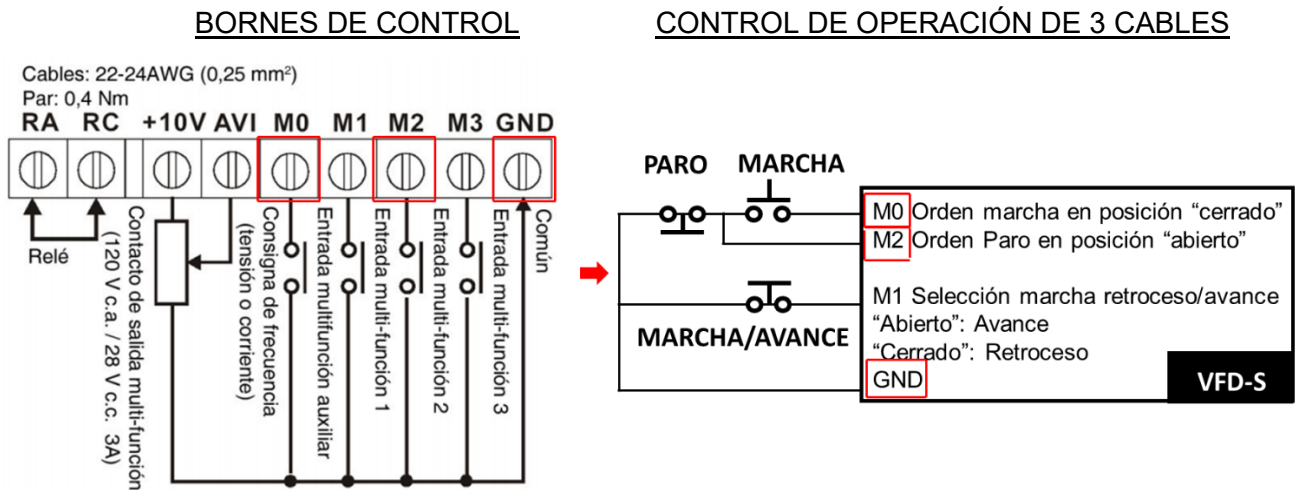 BORNES DE CONTROL
CONTROL DE OPERACIÓN DE 3 CABLES
Cables: 22-24AWG (0,25 mm²)
Par: 0,4 Nm
RA RC +10V AVI M0 M1 M2 M3 GND
Relé
Contacto de salida multi-función
(120 V c.a. / 28 V c.c. 3A)
Consigna de frecuencia
(tensión o corriente)
Entrada multifunción auxiliar
Entrada multi-función 1
Entrada multi-función 2
Entrada multi-función 3
Común
PARO MARCHA
M0 Orden marcha en posición “cerrado”
M2 Orden Paro en posición “abierto”
MARCHA/AVANCE
M1 Selección marcha retroceso/avance
“Abierto”: Avance
“Cerrado”: Retroceso
GND
VFD-S